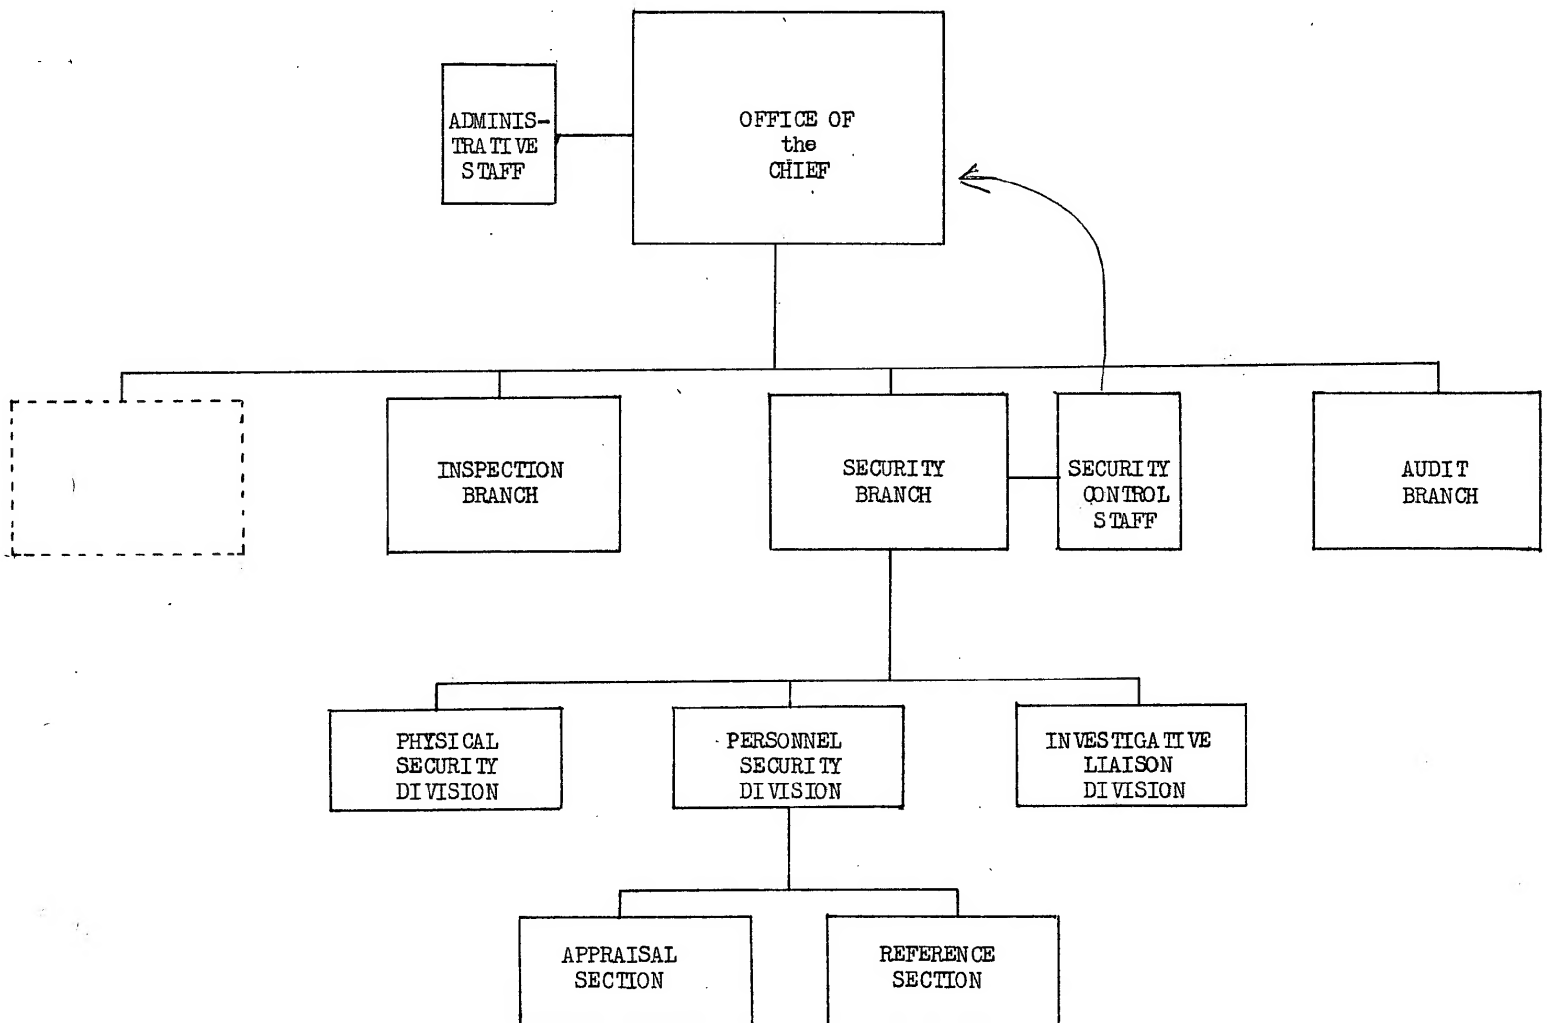 OFFICE OF
the
CHIEF
ADMINIS-
TRATIVE
STAFF
INSPECTION
BRANCH
SECURITY
BRANCH
SECURITY
CONTROL
STAFF
AUDIT
BRANCH
PHYSICAL
SECURITY
DIVISION
PERSONNEL
SECURITY
DIVISION
INVESTIGATIVE
LIAISON
DIVISION
APPRAISAL
SECTION
REFERENCE
SECTION